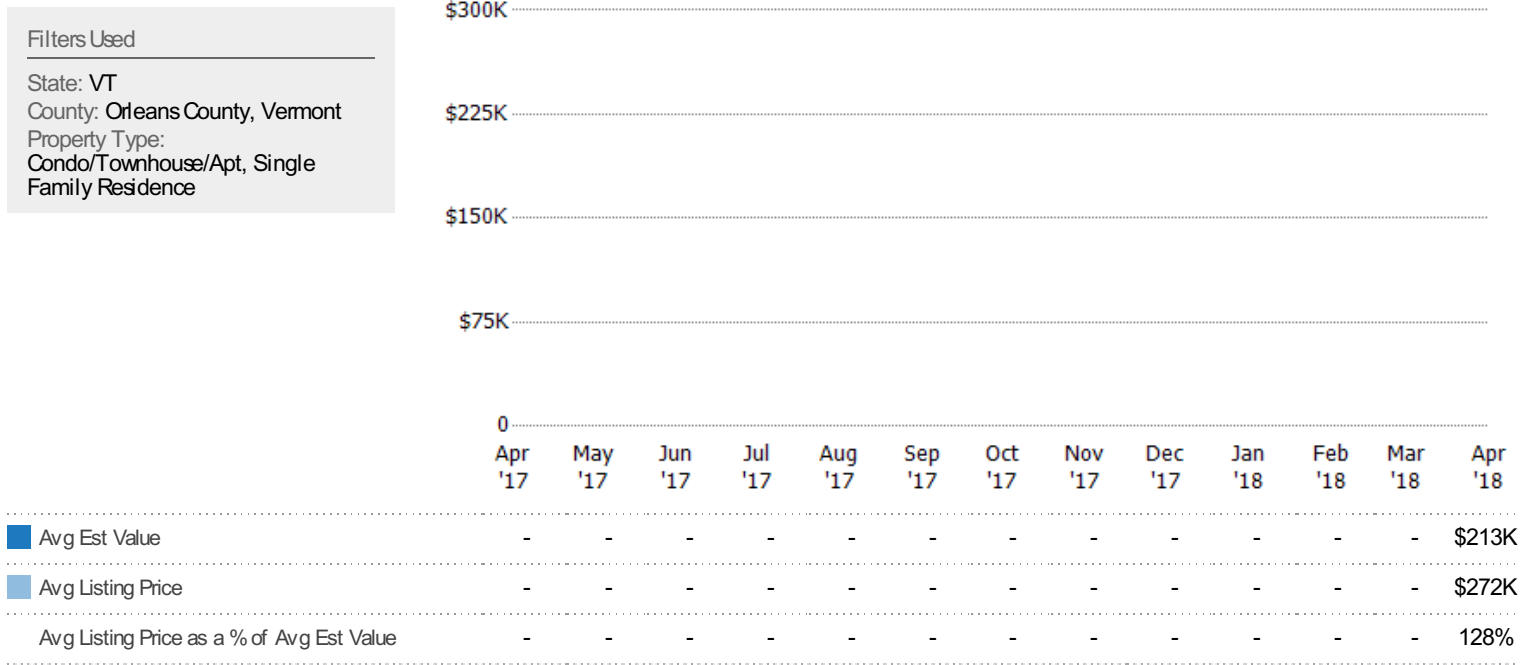 Filters Used
State: VT
County: Orleans County, Vermont
Property Type:
Condo/Townhouse/Apt, Single
Family Residence
$300K
$225K
$150K
$75K
0
Apr May Jun Jul Aug Sep Oct Nov Dec Jan Feb Mar Apr
'17 '17 '17 '17 '17 '17 '17 '17 '17 '18 '18 '18 '18
Avg Est Value - - - - - - - - - - - - $213K
Avg Listing Price - - - - - - - - - - - - $272K
Avg Listing Price as a % of Avg Est Value - - - - - - - - - - - - 128%